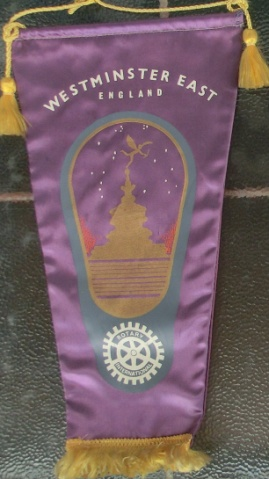 WESTMINSTER EAST
ENGLAND
ROTARY
INTERNATIONAL